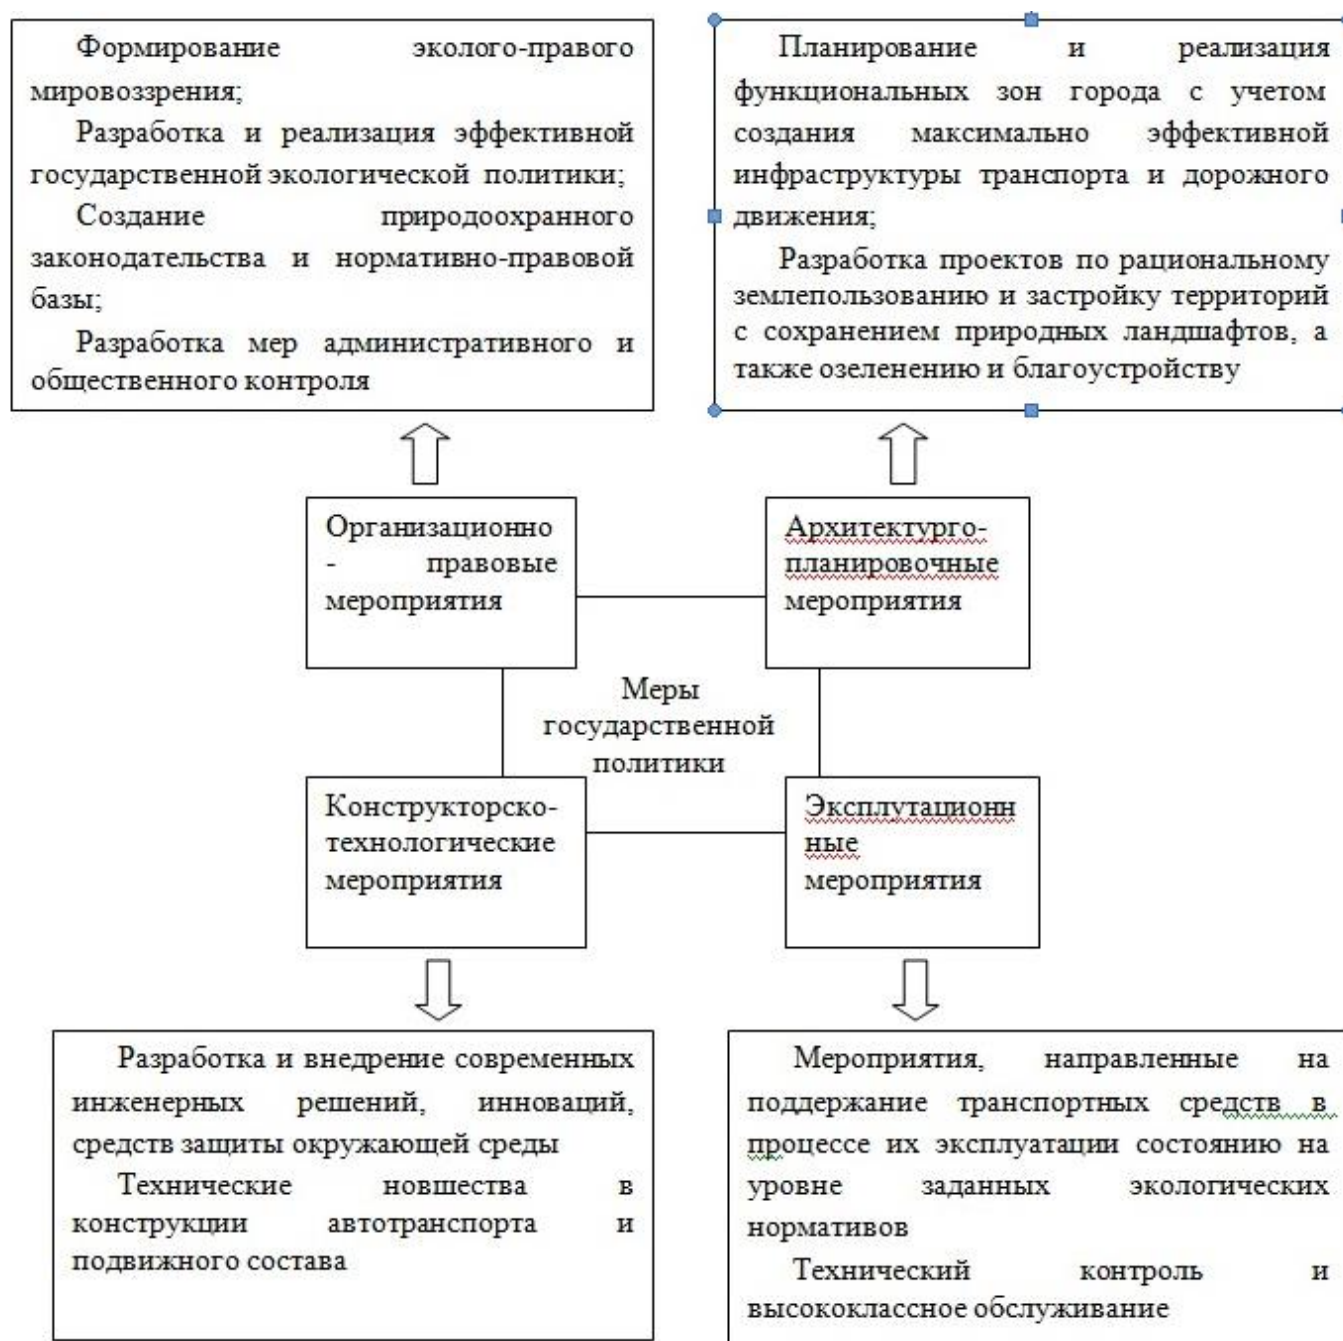 Формирование эколого-правого
мировоззрения;
Разработка и реализация эффективной
государственной экологической политики;
Создание природоохранного
законодательства и нормативно-правовой
базы;
Разработка мер административного и
общественного контроля
Планирование и реализация
функциональных зон города с учетом
создания максимально эффективной
инфраструктуры транспорта и дорожного
движения;
Разработка проектов по рациональному
землепользованию и застройку территорий
с сохранением природных ландшафтов, а
также озеленению и благоустройству
Организационно
- правовые
мероприятия
Архитектурго-
планировочные
мероприятия
Меры
государственной
политики
Конструкторско-
технологические
мероприятия
Эксплутационн
ные
мероприятия
Разработка и внедрение современных
инженерных решений, инноваций,
средств защиты окружающей среды
Технические новшества в
конструкции автотранспорта и
подвижного состава
Мероприятия, направленные на
поддержание транспортных средств в
процессе их эксплуатации состоянию на
уровне заданных экологических
нормативов
Технический контроль и
высококлассное обслуживание